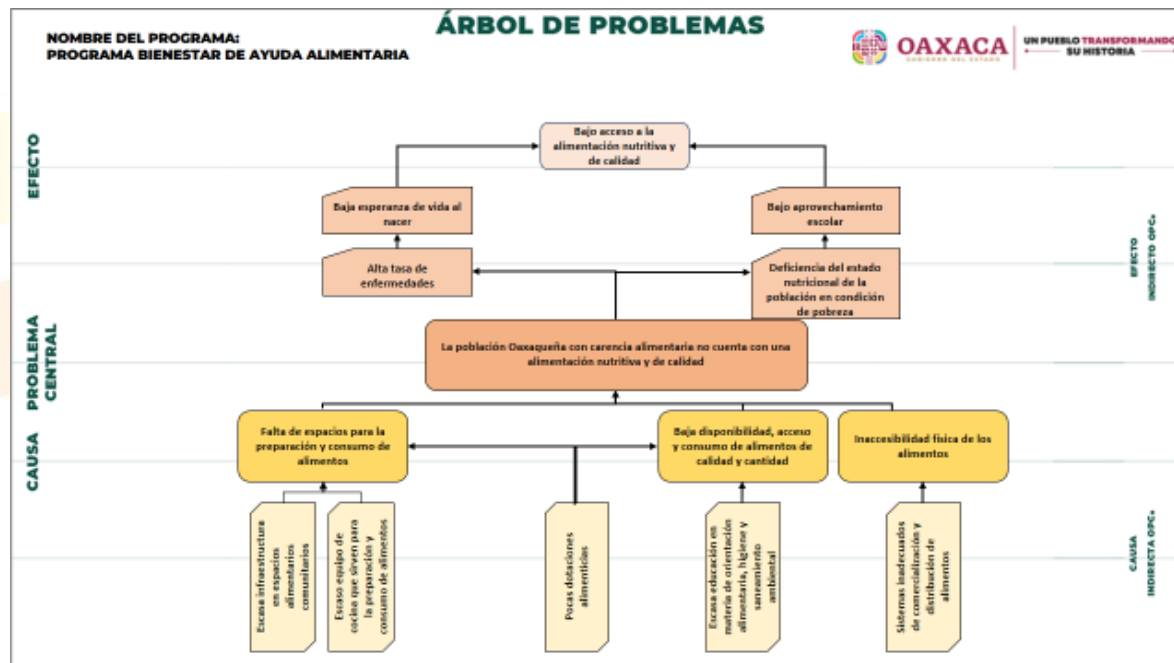 ÁRBOL DE PROBLEMAS
NOMBRE DEL PROGRAMA:
PROGRAMA BIENESTAR DE AYUDA ALIMENTARIA
OAXACA
GOBIERNO DEL ESTADO
UN PUEBLO TRANSFORMANDO
SU HISTORIA
EFECTO
Bajo acceso a la
alimentación nutritiva y
de calidad
Baja esperanza de vida al
nacer
Bajo aprovechamiento
escolar
Alta tasa de
enfermedades
Deficiencia del estado
nutricional de la
población en condición
de pobreza
EFECTO
INDIRECTO OPC.
PROBLEMA
CENTRAL
La población Oaxaqueña con carencia alimentaria no cuenta con una
alimentación nutritiva y de calidad
CAUSA
Falta de espacios para la
preparación y consumo de
alimentos
Baja disponibilidad, acceso
y consumo de alimentos de
calidad y cantidad
Inaccesibilidad física de los
alimentos
Escasa infraestructura
en espacios
alimentarios
comunitarios
Escaso equipo de
cocina que sirven para
la preparación y
consumo de alimentos
Pocas dotaciones
alimenticias
Escasa educación en
materia de orientación
alimentaria, higiene y
saneamiento
ambiental
Sistemas inadecuados
de comercialización y
distribución de
alimentos
CAUSA
INDIRECTA OPC.